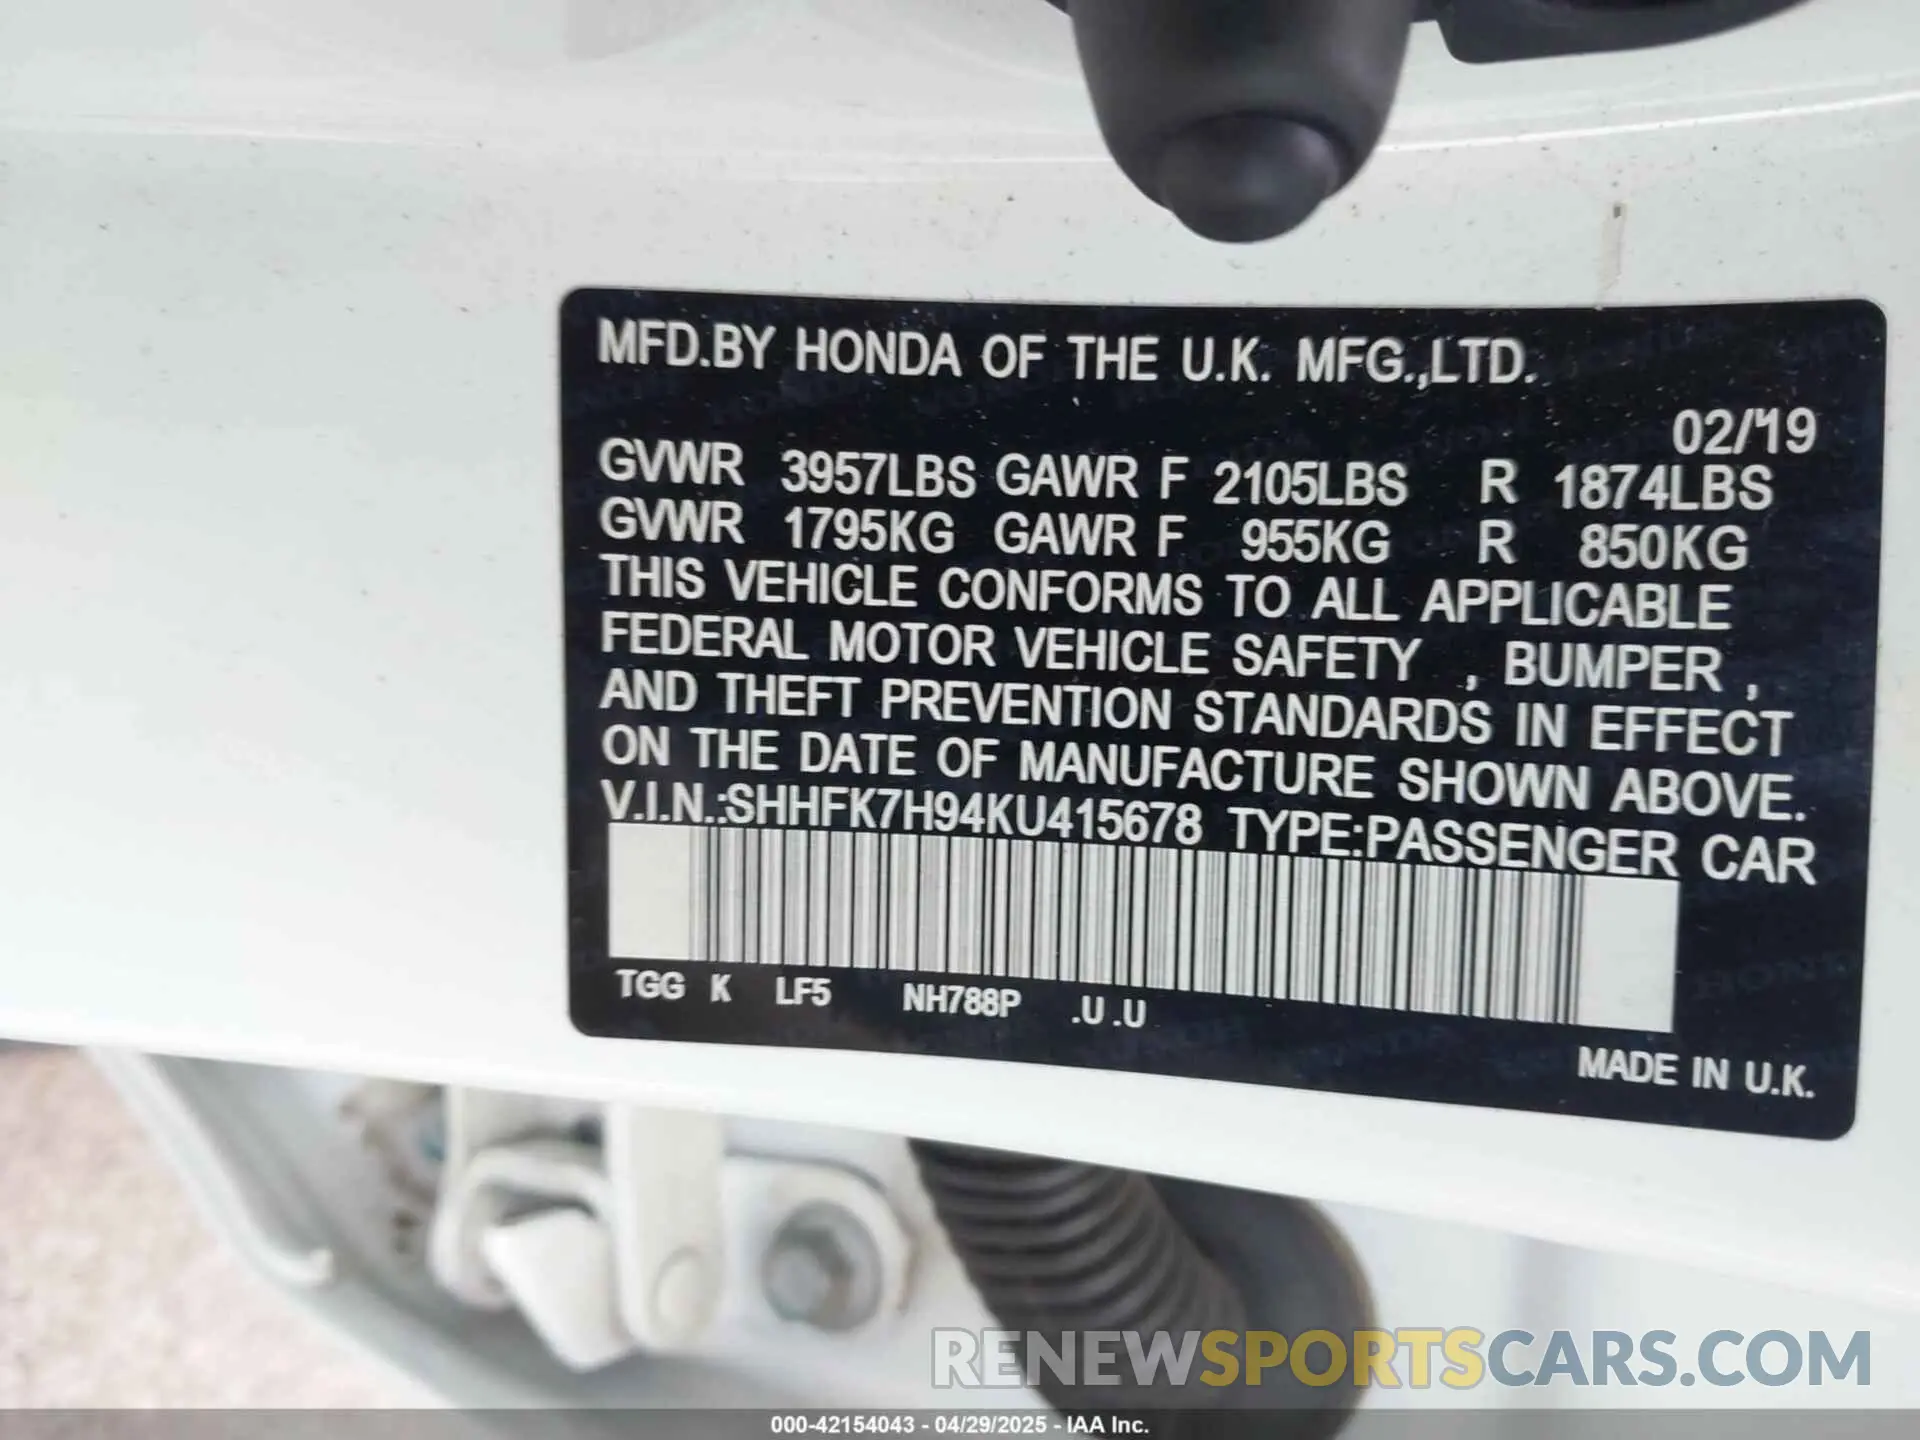 MFD.BY HONDA OF THE U.K. MFG.,LTD.
02/19
GVWR 3957LBS GAWR F 2105LBS R 1874LBS
GVWR 1795KG GAWR F 955KG R 850KG
THIS VEHICLE CONFORMS TO ALL APPLICABLE
FEDERAL MOTOR VEHICLE SAFETY , BUMPER ,
AND THEFT PREVENTION STANDARDS IN EFFECT
ON THE DATE OF MANUFACTURE SHOWN ABOVE.
V.I.N.:SHHFK7H94KU415678 TYPE:PASSENGER CAR
TGG K LF5 NH788P .U .U
MADE IN U.K.
RENEWSPORTSCARS.COM
000-42154043 - 04/29/2025 - IAA Inc.